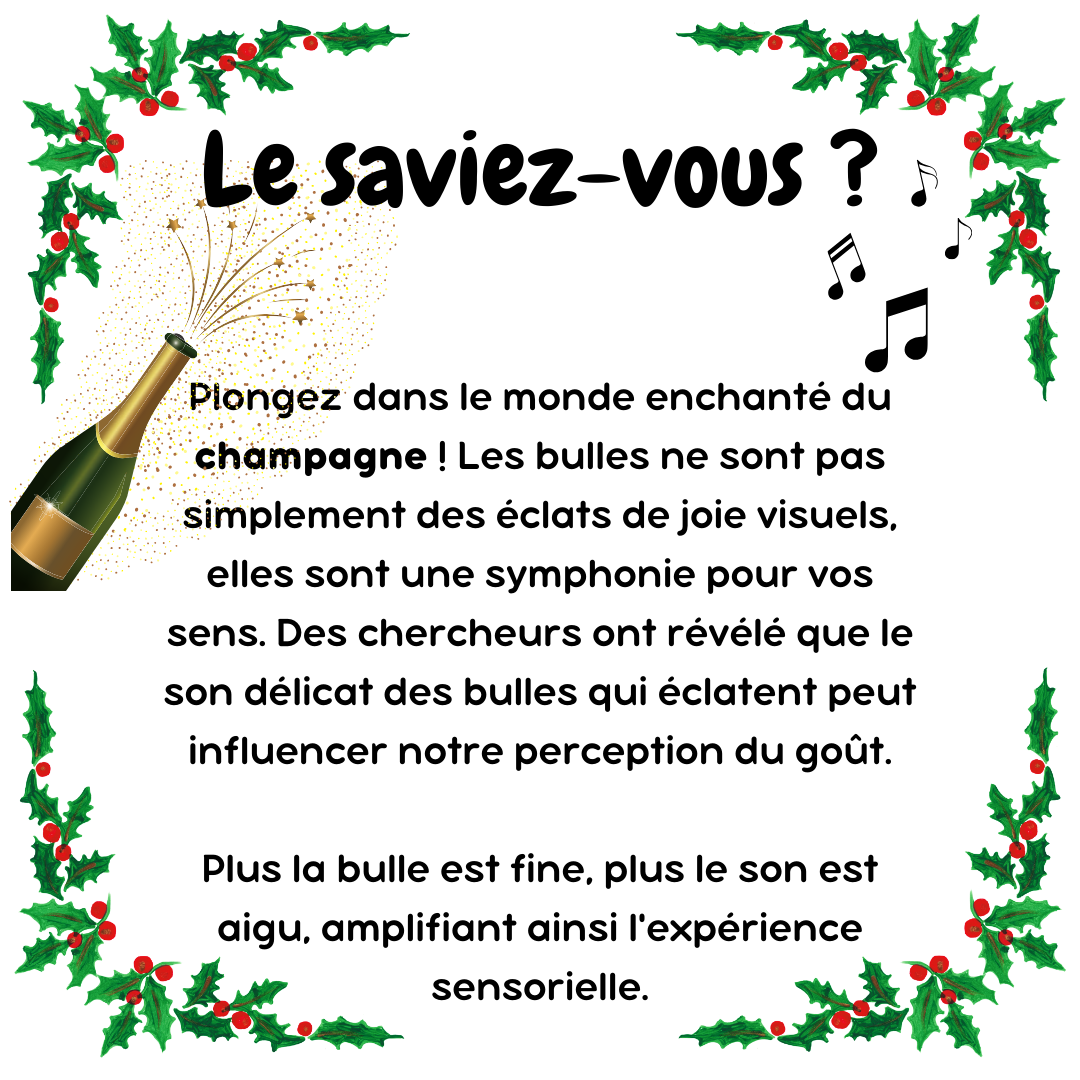 Le saviez-vous ?
Plongez dans le monde enchanté du
champagne ! Les bulles ne sont pas
simplement des éclats de joie visuels,
elles sont une symphonie pour vos
sens. Des chercheurs ont révélé que le
son délicat des bulles qui éclatent peut
influencer notre perception du goût.
Plus la bulle est fine, plus le son est
aigu, amplifiant ainsi l'expérience
sensorielle.